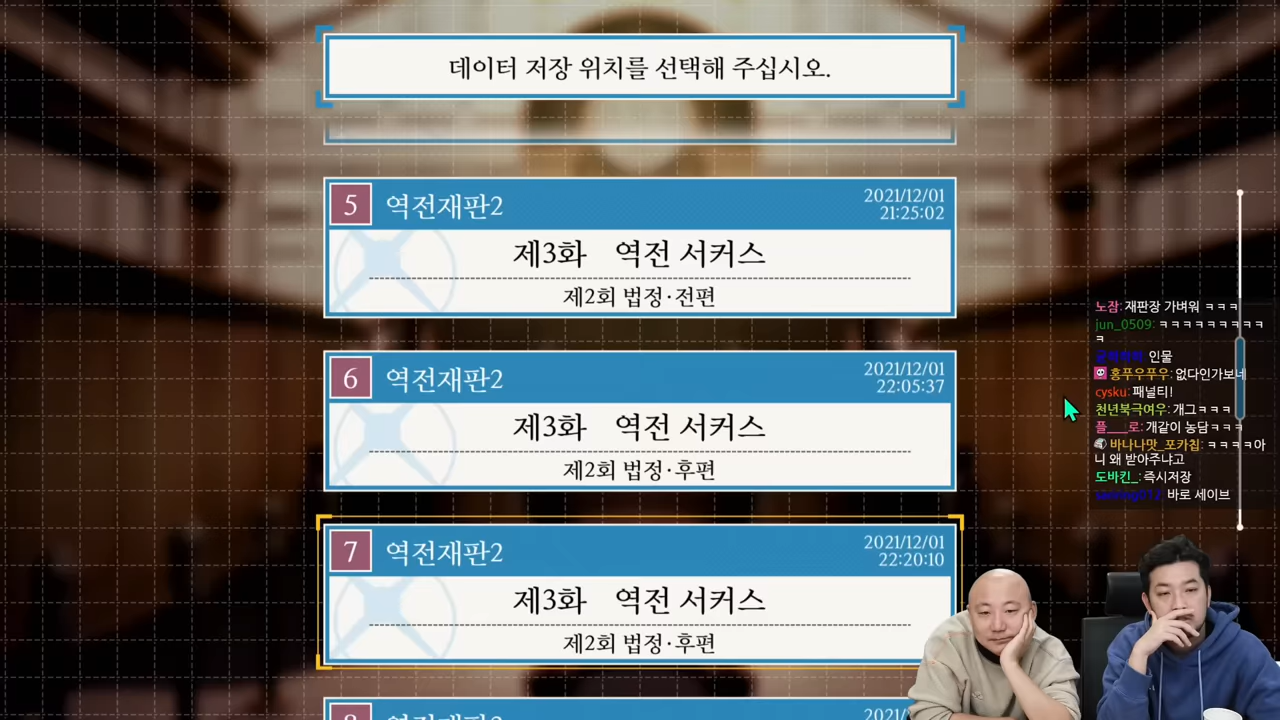 데이터 저장 위치를 선택해 주십시오.
5 역전재판2
2021/12/01
21:25:02
제3화 역전 서커스
제2회 법정·전편
6 역전재판2
2021/12/01
22:05:37
제3화 역전 서커스
제2회 법정·후편
7 역전재판2
2021/12/01
22:20:10
제3화 역전 서커스
제2회 법정·후편
2021/
노잠: 재판장 가벼워 ㅋㅋㅋ
jun_0509: ㅋㅋㅋㅋㅋㅋㅋㅋㅋ
ㅋ
인물
홍푸우푸우: 없다인가보네
cysku: 패널티!
천년북극여우: 개그ㅋㅋㅋ
플___로: 개같이 농담ㅋㅋㅋ
바나나맛_포카칩: ㅋㅋㅋㅋ아
니 왜 받아주냐고
도바킨_: 즉시저장
바로 세이브